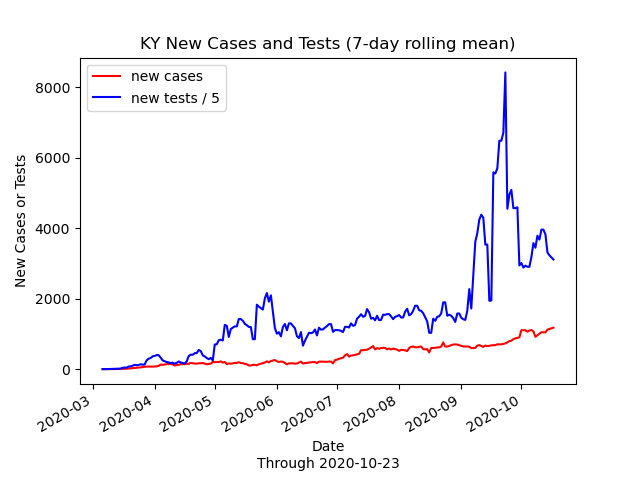 KY New Cases and Tests (7-day rolling mean)
new cases
new tests / 5
New Cases or Tests
8000
6000
4000
2000
0
2020-03
2020-04
2020-05
2020-06
2020-07
2020-08
2020-09
2020-10
Date
Through 2020-10-23